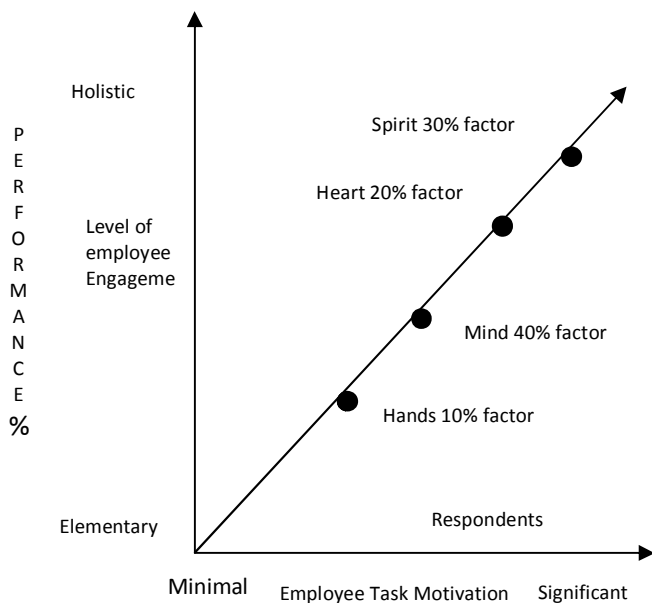 Holistic
PERFORMANCE
%
Spirit 30% factor
Heart 20% factor
Level of
employee
Engageme
Mind 40% factor
Hands 10% factor
Elementary
Respondents
Minimal
Employee Task Motivation
Significant